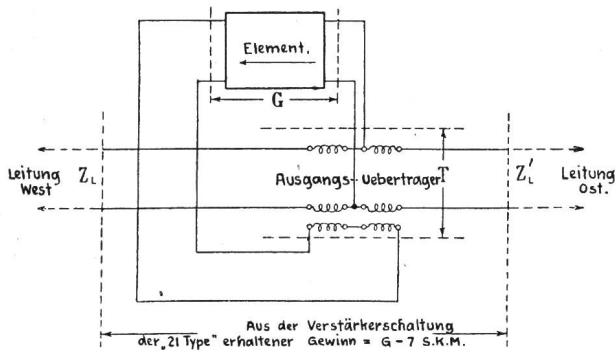 Element.
G
Leitung West
Z_L
Ausgangs-Uebertrager
T
Z'_L
Leitung Ost.
Aus der Verstärkerschaltung
der „21 Type" erhaltener Gewinn = G-7 S.K.M.